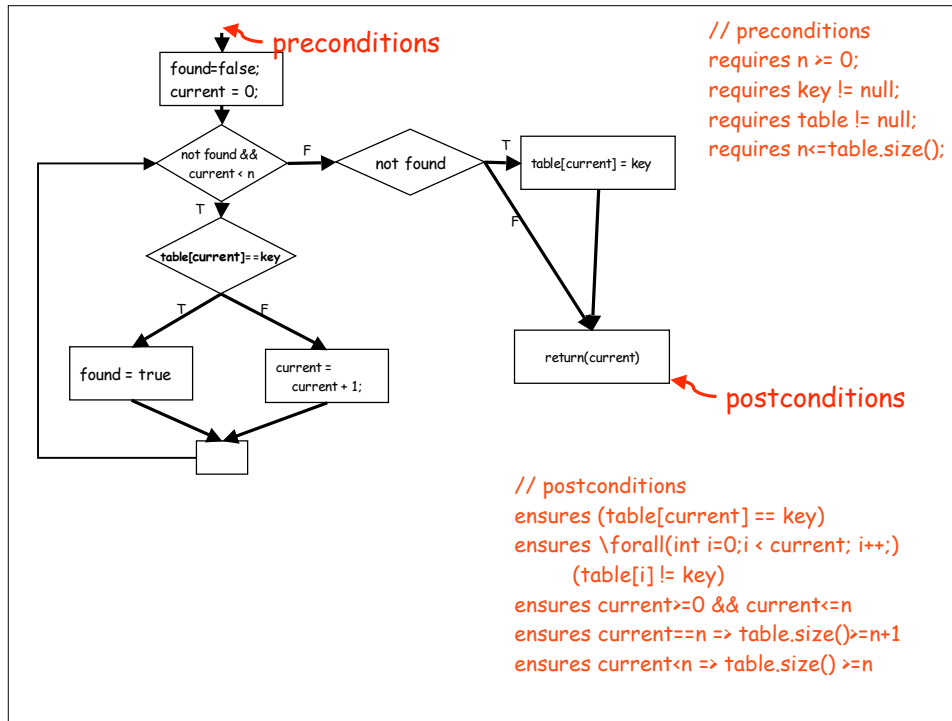 preconditions
found=false;
current = 0;
not found &&
current < n
F
T
not found
T
F
table[current] = key
table[current]==key
T
F
found = true
current =
current + 1;
return(current)
postconditions
// preconditions
requires n >= 0;
requires key != null;
requires table != null;
requires n<=table.size();
// postconditions
ensures (table[current] == key)
ensures \forall(int i=0;i < current; i++;)
(table[i] != key)
ensures current>=0 && current<=n
ensures current==n => table.size()>=n+1
ensures current<n => table.size() >=n